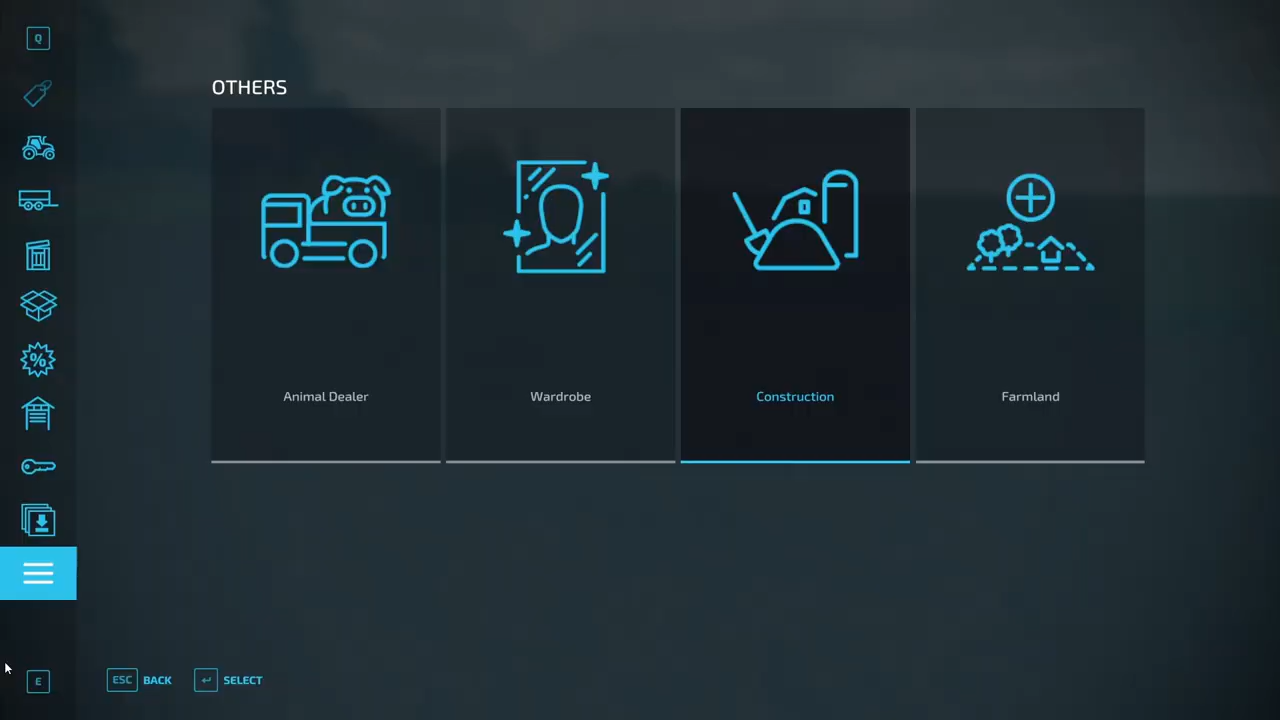 Q
OTHERS
%
Animal Dealer
Wardrobe
Construction
Farmland
E
ESC BACK
SELECT